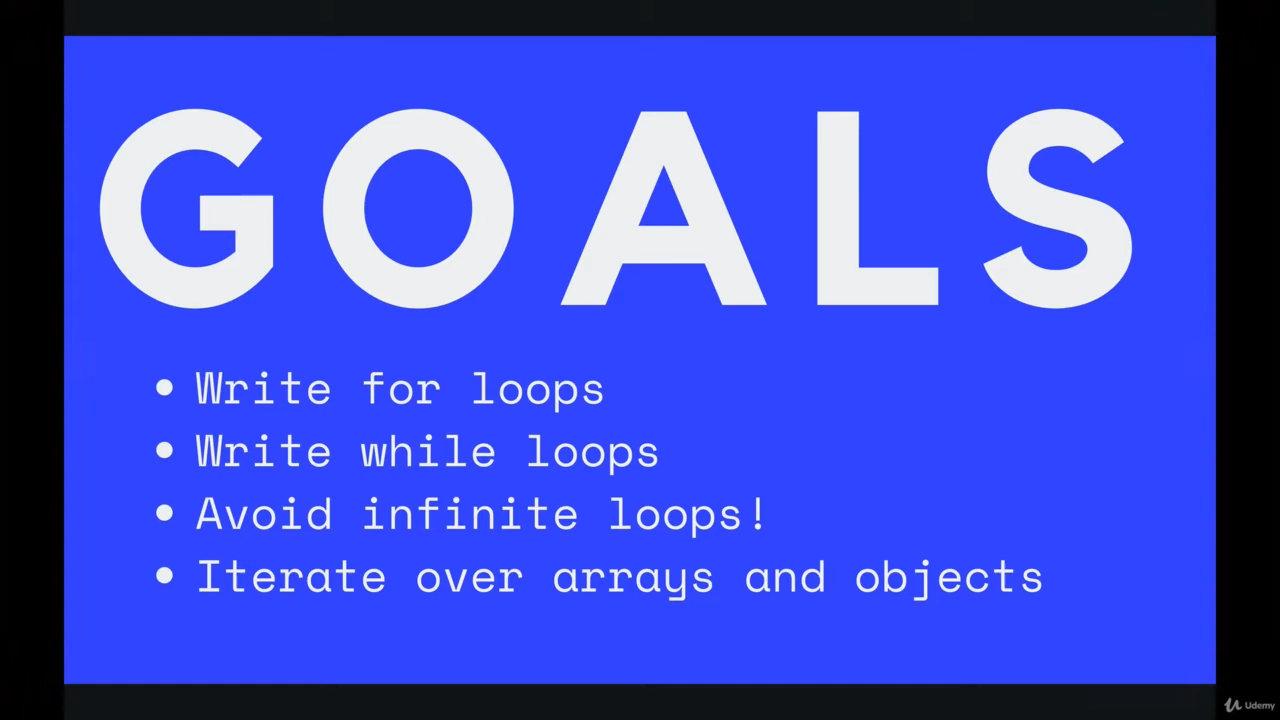 GOALS
• Write for loops
• Write while loops
• Avoid infinite loops!
• Iterate over arrays and objects
Udemy